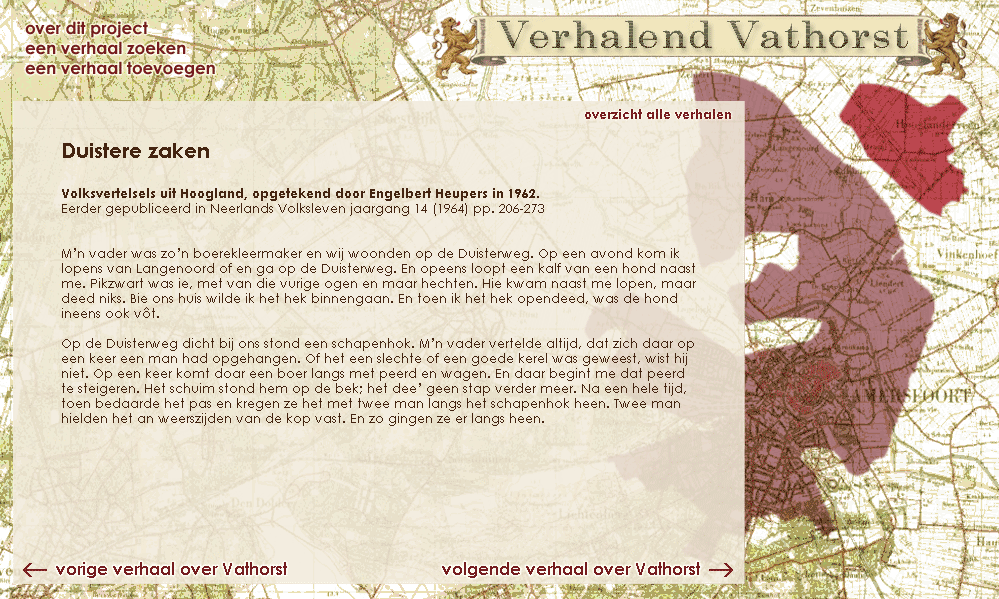 over dit project
een verhaal zoeken
een verhaal toevoegen
Verhalend Vathorst
overzicht alle verhalen
Duistere zaken
Volksvertelsels uit Hoogland, opgetekend door Engelbert Heupers in 1962.
Eerder gepubliceerd in Neerlands Volksleven jaargang 14 (1964) pp. 206-273
M'n vader was zo'n boerekleermaker en wij woonden op de Duisterweg. Op een avond kom ik
lopens van Langenoord of en ga op de Duisterweg. En opeens loopt een kalf van een hond naast
me. Pikzwart was ie, met van die vurige ogen en maar hechten. Hie kwam naast me lopen, maar
deed niks. Bie ons huis wilde ik het hek binnengaan. En toen ik het hek opendeed, was de hond
ineens ook vôt.
Op de Duisterweg dicht bij ons stond een schapenhok. M'n vader vertelde altijd, dat zich daar op
een keer een man had opgehangen. Of het een slechte of een goede kerel was geweest, wist hij
niet. Op een keer komt doar een boer langs met peerd en wagen. En daar begint me dat peerd
te steigeren. Het schuim stond hem op de bek; het dee' geen stap verder meer. Na een hele tijd,
toen bedaarde het pas en kregen ze het met twee man langs het schapenhok heen. Twee man
hielden het an weerszijden van de kop vast. En zo gingen ze er langs heen.
AMERSFOORT
Liendert
Zevenhuizen
← vorige verhaal over Vathorst
volgende verhaal over Vathorst →